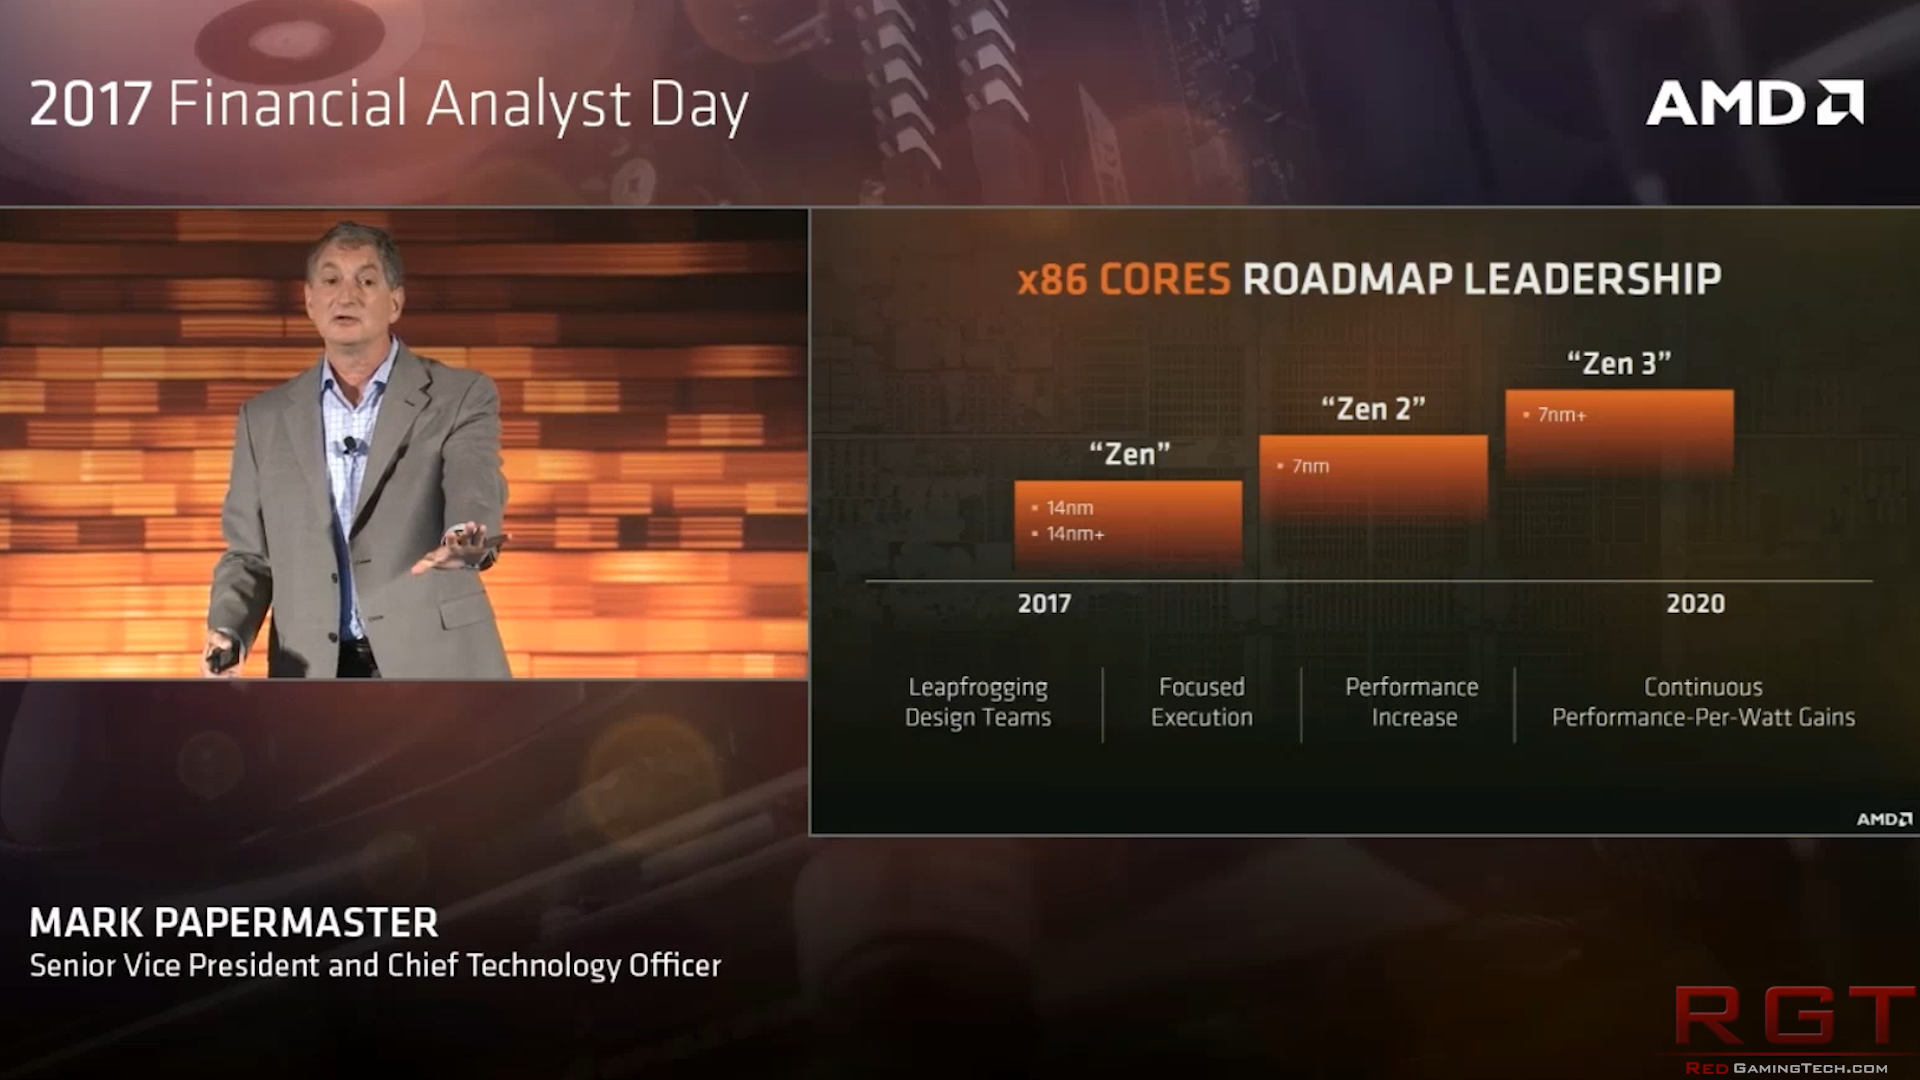 2017 Financial Analyst Day
AMD
x86 CORES ROADMAP LEADERSHIP
“Zen”
▪ 14nm
▪ 14nm+
“Zen 2”
▪ 7nm
“Zen 3”
▪ 7nm+
2017
2020
Leapfrogging
Design Teams
Focused
Execution
Performance
Increase
Continuous
Performance-Per-Watt Gains
AMD
MARK PAPERMASTER
Senior Vice President and Chief Technology Officer
RGT
REDGAMINGTECH.COM